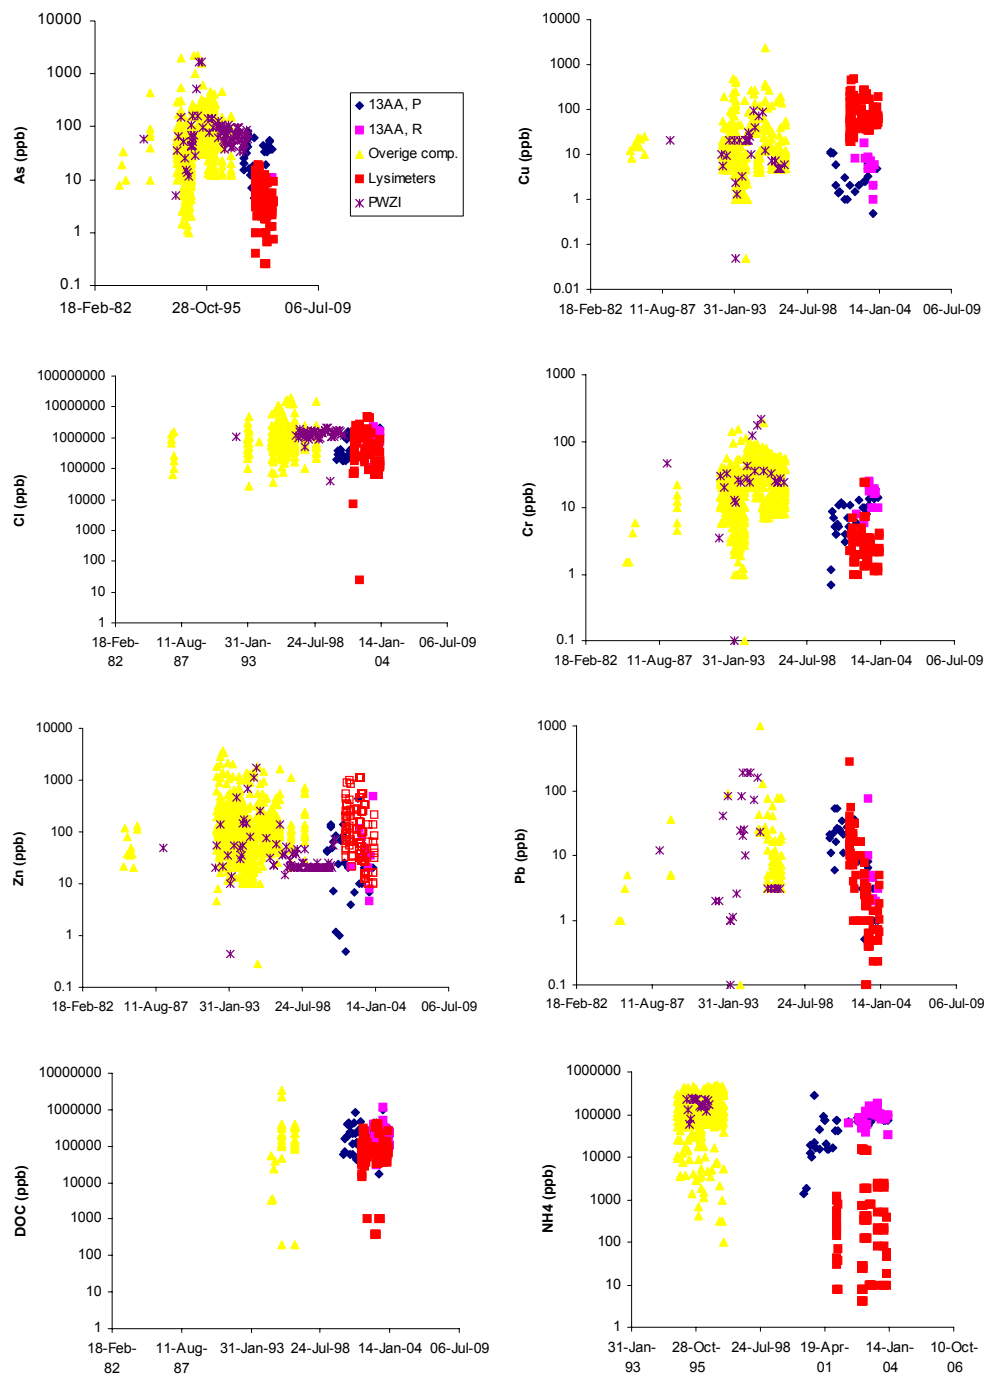 As (ppb)
10000
1000
100
10
1
0.1
18-Feb-82
28-Oct-95
06-Jul-09
13AA, P
13AA, R
Overige comp.
Lysimeters
PWZI
Cu (ppb)
10000
1000
100
10
1
0.1
0.01
18-Feb-82
11-Aug-87
31-Jan-93
24-Jul-98
14-Jan-04
06-Jul-09
Cl (ppb)
100000000
10000000
1000000
100000
10000
1000
100
10
1
18-Feb-
82
11-Aug-
87
31-Jan-
93
24-Jul-98
14-Jan-
04
06-Jul-09
Cr (ppb)
1000
100
10
1
0.1
18-Feb-82
11-Aug-87
31-Jan-93
24-Jul-98
14-Jan-04
06-Jul-09
Zn (ppb)
10000
1000
100
10
1
0.1
18-Feb-82
11-Aug-87
31-Jan-93
24-Jul-98
14-Jan-04
06-Jul-09
Pb (ppb)
1000
100
10
1
0.1
18-Feb-82
11-Aug-87
31-Jan-93
24-Jul-98
14-Jan-04
06-Jul-09
DOC (ppb)
10000000
1000000
100000
10000
1000
100
10
1
18-Feb-
82
11-Aug-
87
31-Jan-93
24-Jul-98
14-Jan-04
06-Jul-09
NH4 (ppb)
1000000
100000
10000
1000
100
10
1
31-Jan-
93
28-Oct-
95
24-Jul-98
19-Apr-
01
14-Jan-
04
10-Oct-
06